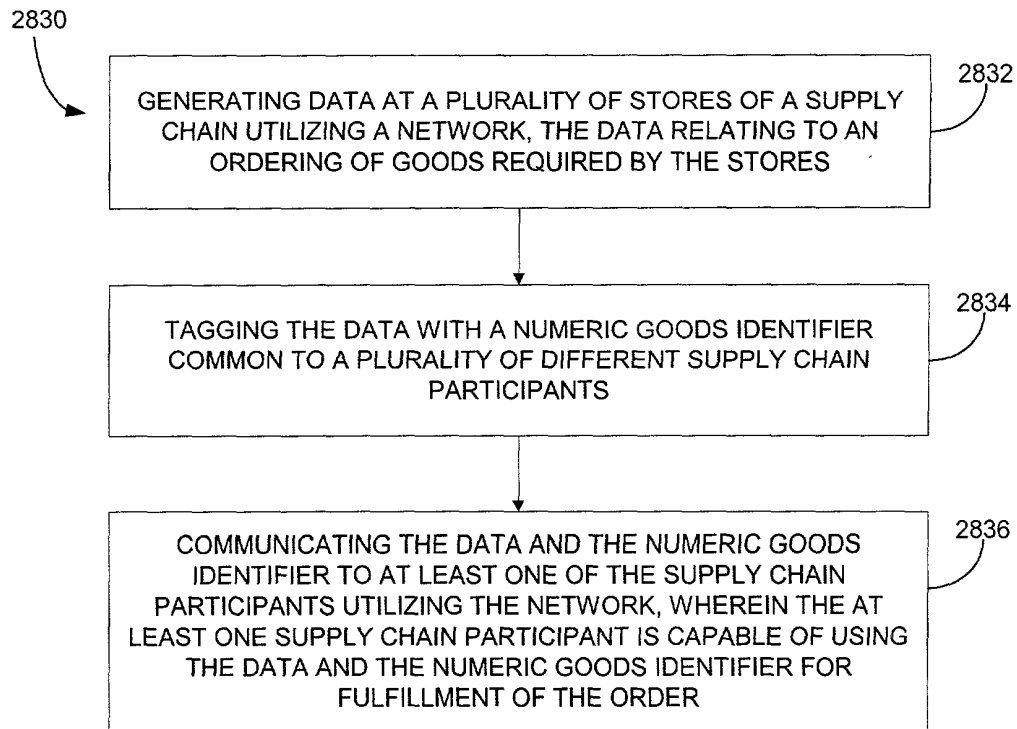 2830
2832
GENERATING DATA AT A PLURALITY OF STORES OF A SUPPLY
CHAIN UTILIZING A NETWORK, THE DATA RELATING TO AN
ORDERING OF GOODS REQUIRED BY THE STORES
2834
TAGGING THE DATA WITH A NUMERIC GOODS IDENTIFIER
COMMON TO A PLURALITY OF DIFFERENT SUPPLY CHAIN
PARTICIPANTS
2836
COMMUNICATING THE DATA AND THE NUMERIC GOODS
IDENTIFIER TO AT LEAST ONE OF THE SUPPLY CHAIN
PARTICIPANTS UTILIZING THE NETWORK, WHEREIN THE AT
LEAST ONE SUPPLY CHAIN PARTICIPANT IS CAPABLE OF USING
THE DATA AND THE NUMERIC GOODS IDENTIFIER FOR
FULFILLMENT OF THE ORDER